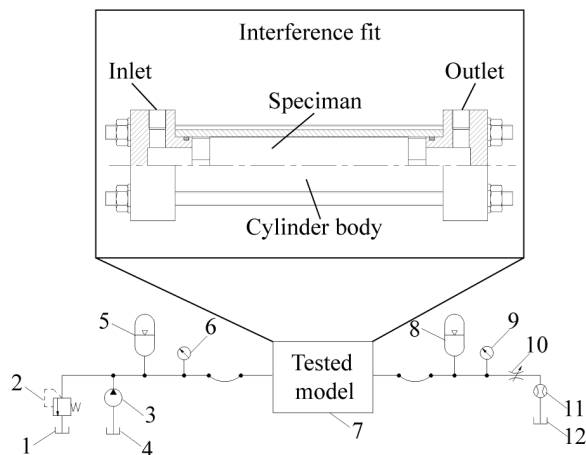 Interference fit
Inlet
Outlet
Speciman
Cylinder body
5
6
8
9
10
2
3
Tested
model
11
1
4
7
12